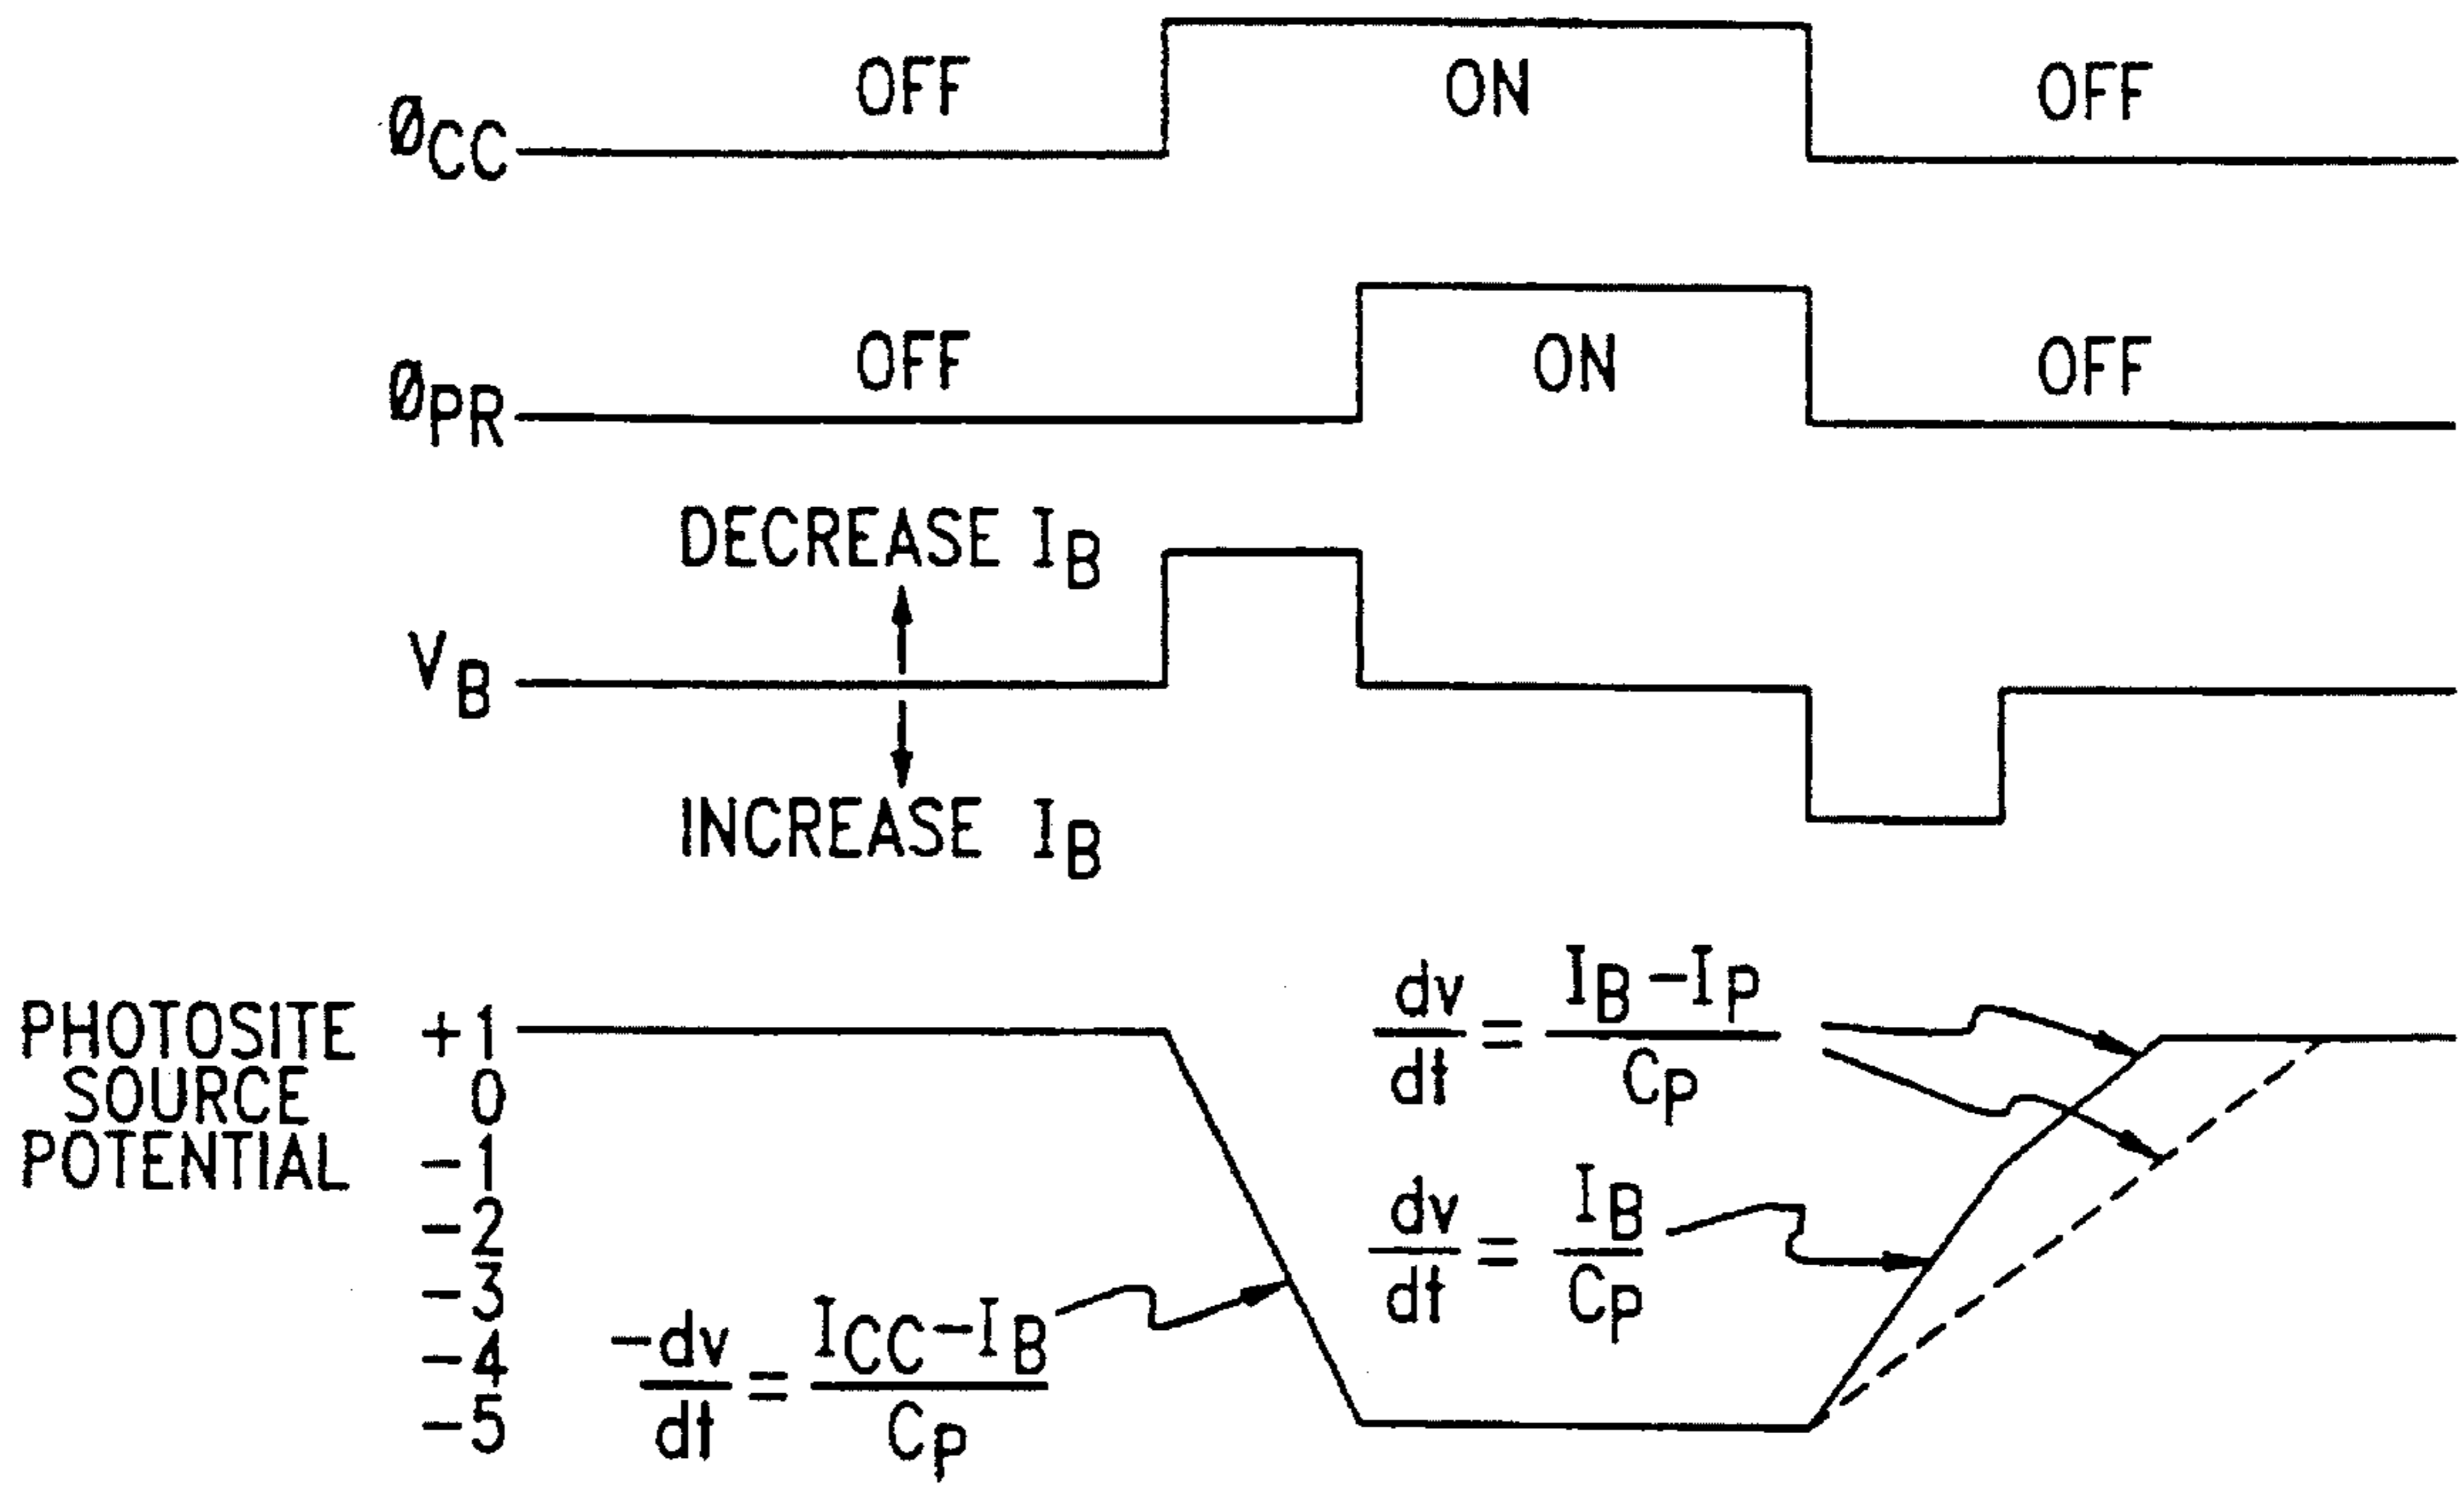 OFF ON OFF
ØCC
OFF ON OFF
ØPR
DECREASE IB
VB
INCREASE IB
PHOTOSITE
SOURCE
POTENTIAL
+1
0
-1
-2
-3
-4
-5
-dv/dt = ICC-IB/CP
dv/dt = IB-IP/CP
dv/dt = IB/CP